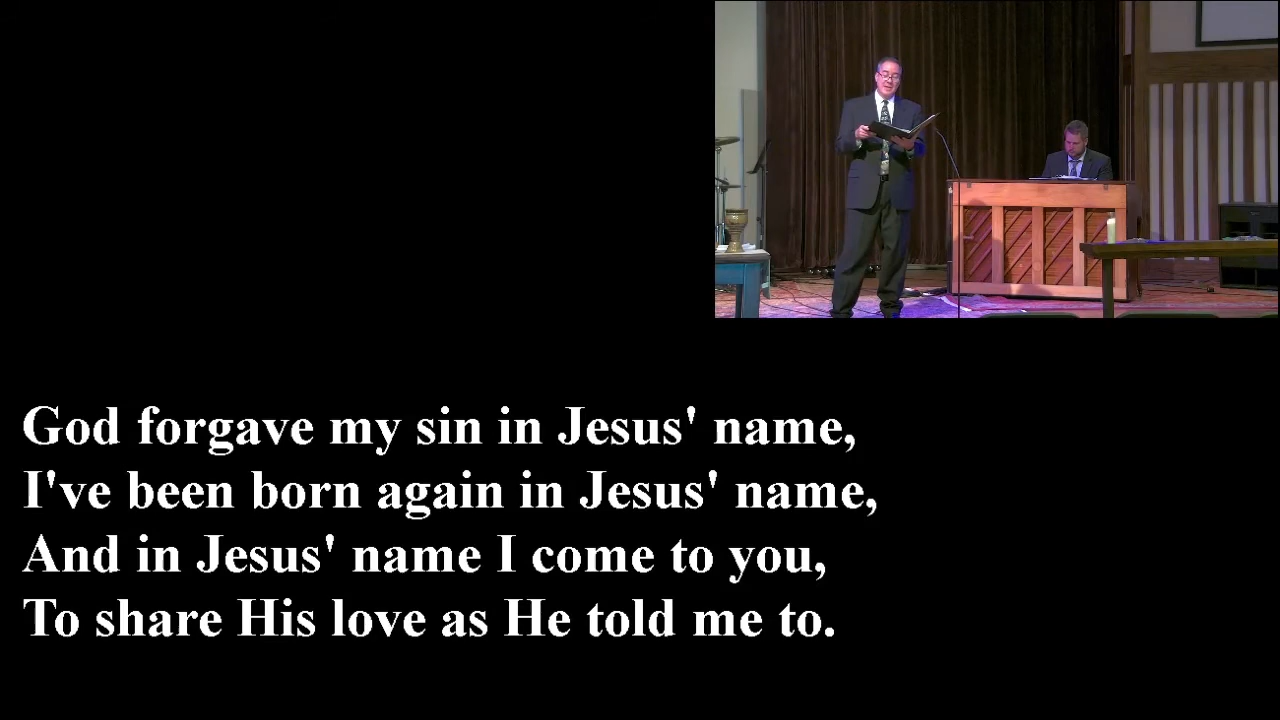 God forgave my sin in Jesus' name,
I've been born again in Jesus' name,
And in Jesus' name I come to you,
To share His love as He told me to.